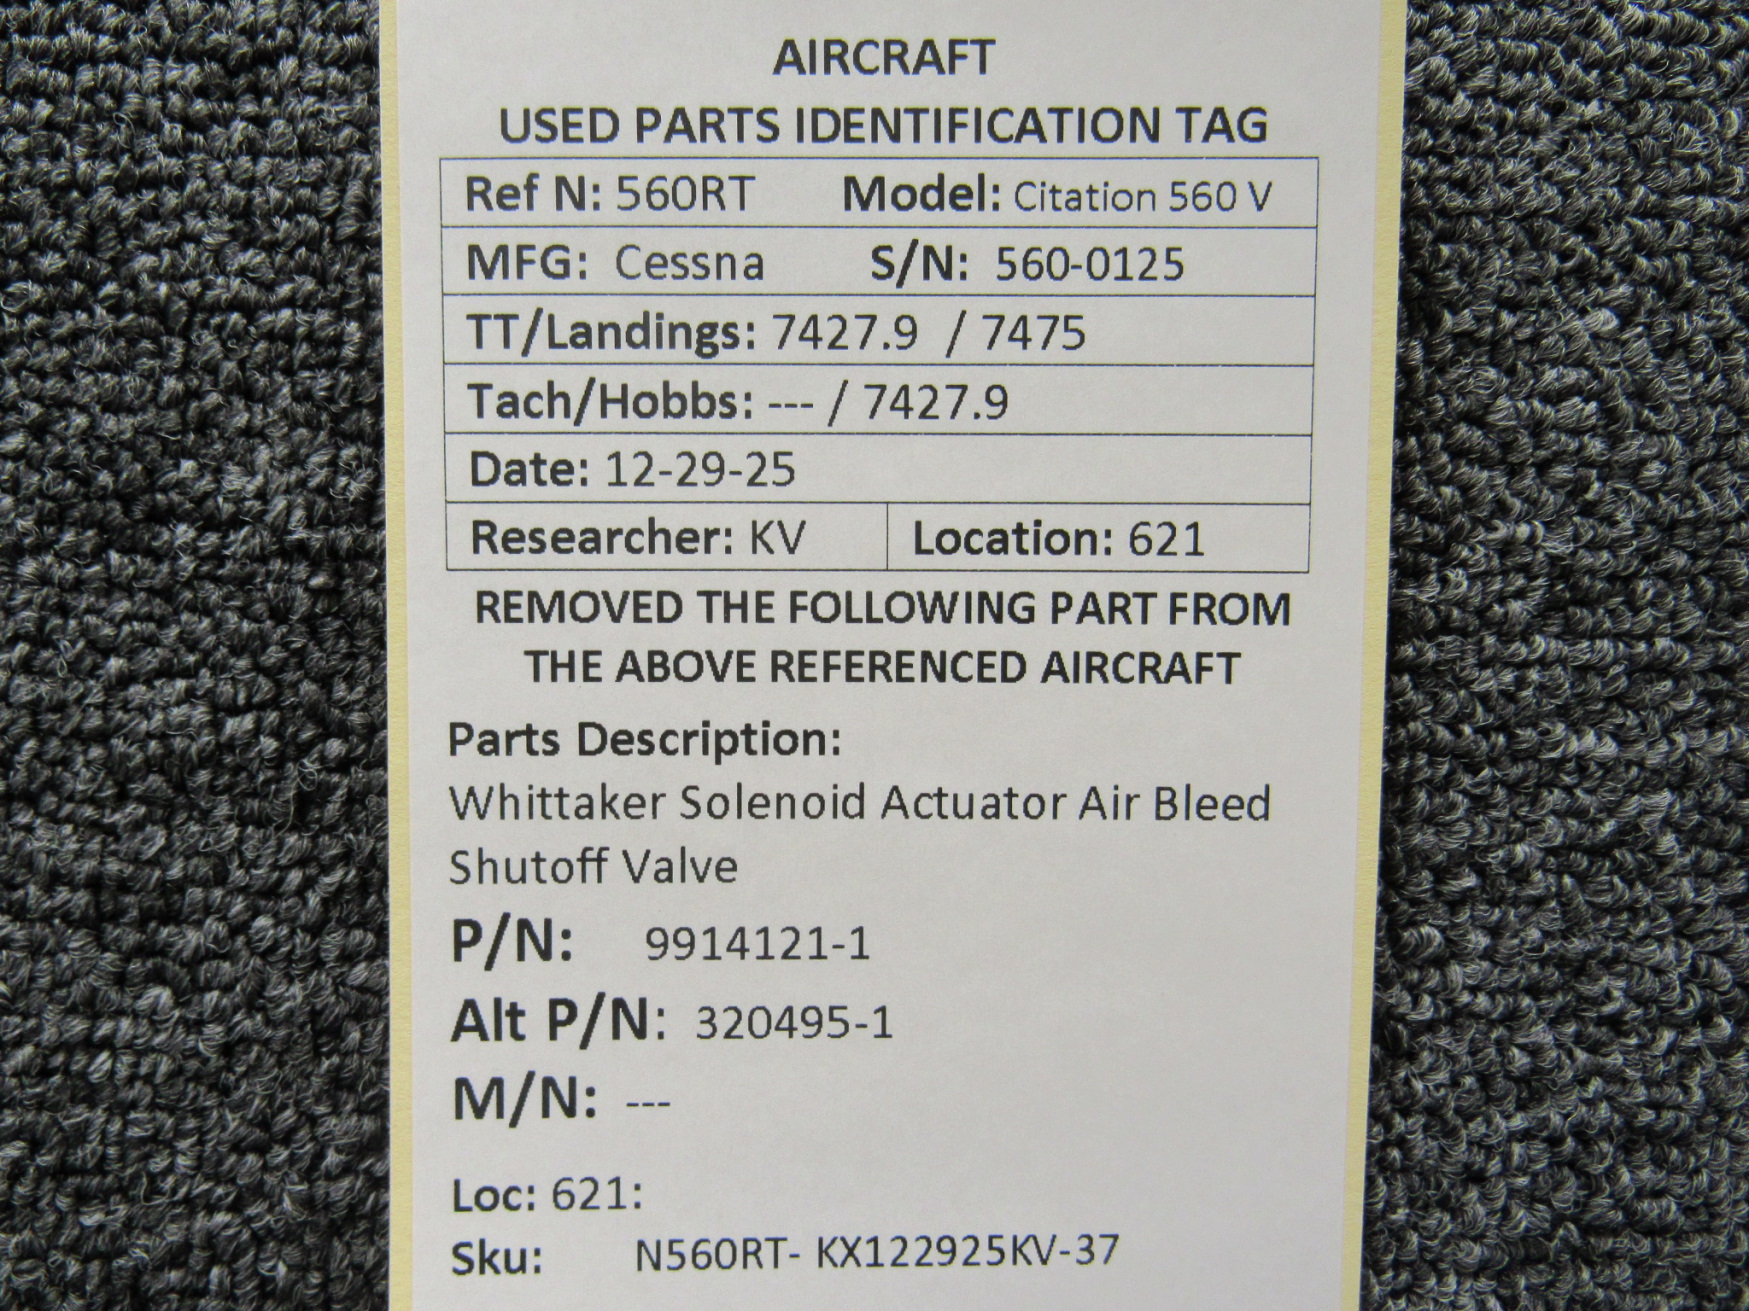 AIRCRAFT
USED PARTS IDENTIFICATION TAG
Ref N: 560RT Model: Citation 560 V
MFG: Cessna S/N: 560-0125
TT/Landings: 7427.9 / 7475
Tach/Hobbs: --- / 7427.9
Date: 12-29-25
Researcher: KV Location: 621
REMOVED THE FOLLOWING PART FROM
THE ABOVE REFERENCED AIRCRAFT
Parts Description:
Whittaker Solenoid Actuator Air Bleed
Shutoff Valve
P/N: 9914121-1
Alt P/N: 320495-1
M/N: ---
Loc: 621:
Sku: N560RT- KX122925KV-37